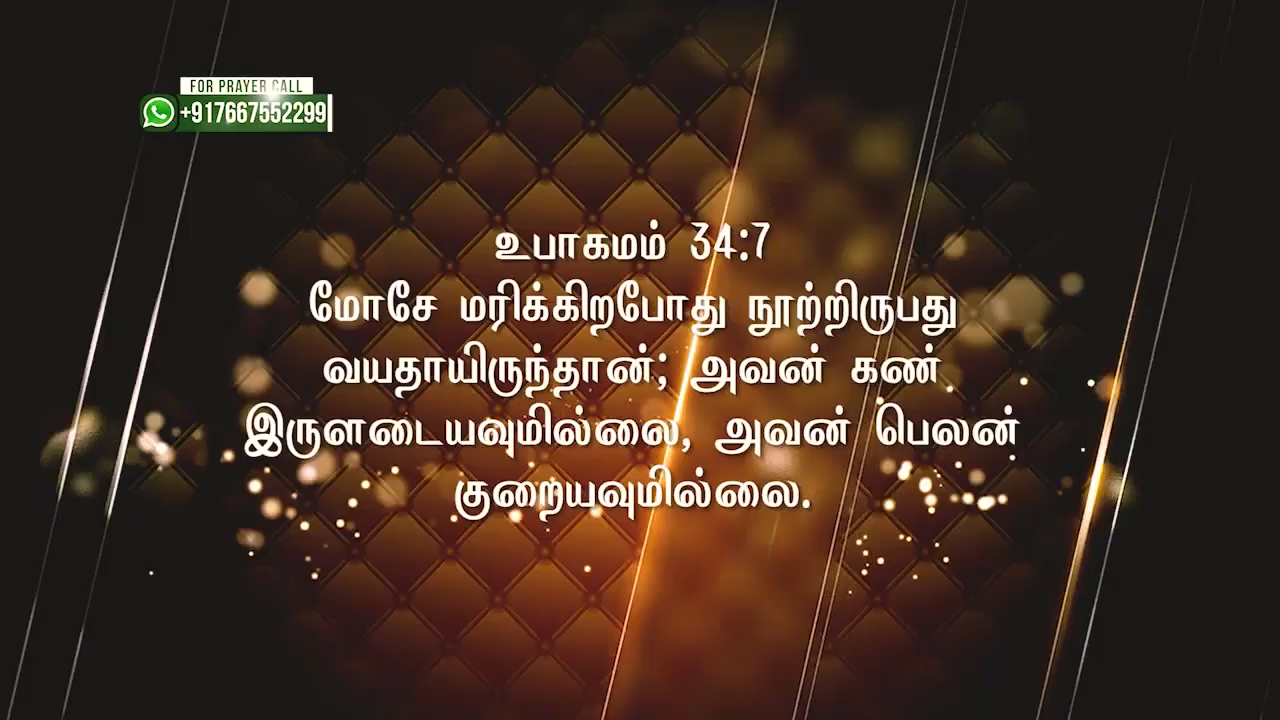 FOR PRAYER CALL
+917667552299
உபாகமம் 34:7
மோசே மரிக்கிறபோது நூற்றிருபது
வயதாயிருந்தான்; அவன் கண்
இருளடையவுமில்லை, அவன் பெலன்
குறையவுமில்லை.